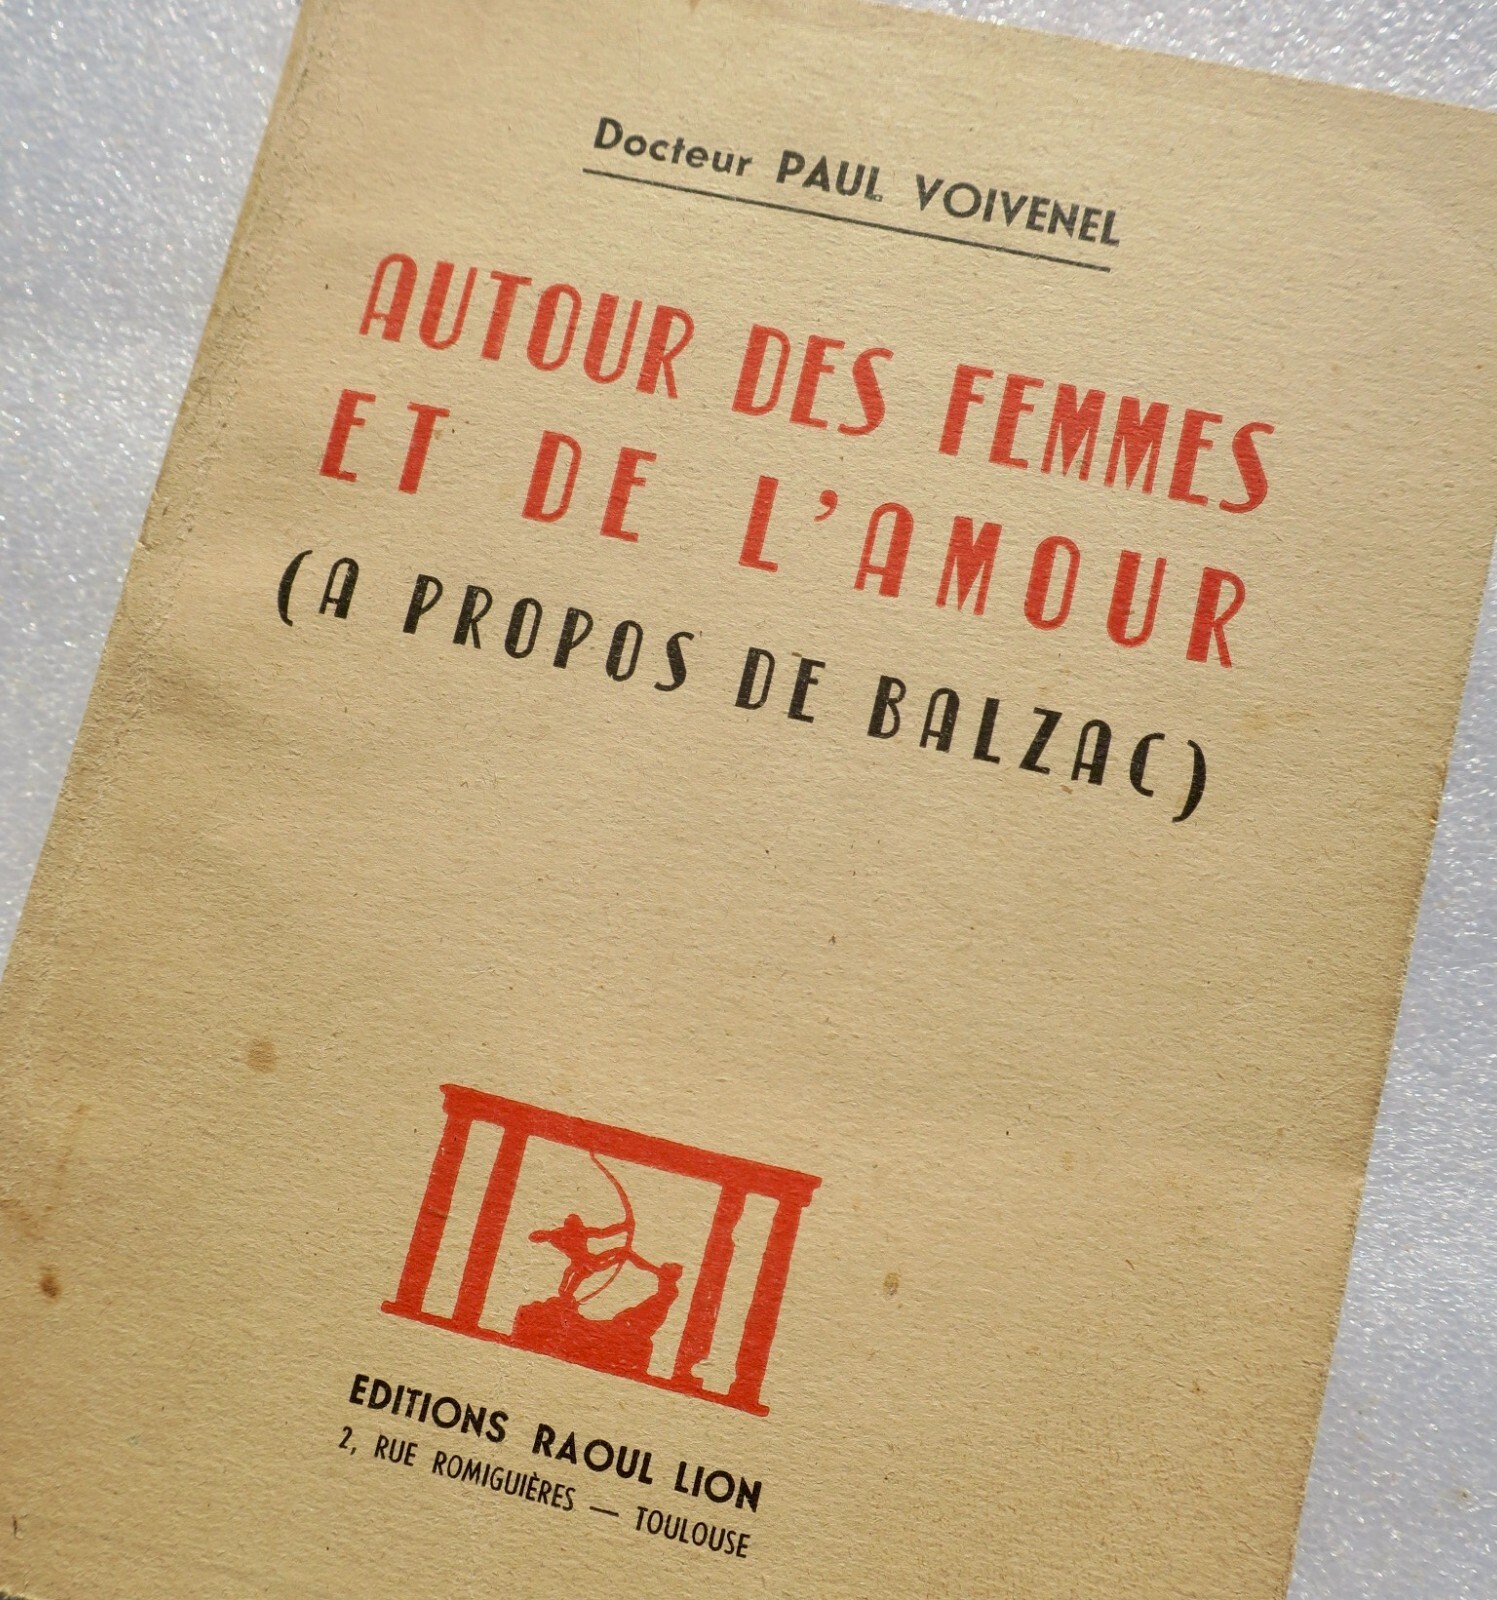 Docteur PAUL VOIVENEL
AUTOUR DES FEMMES
ET DE L'AMOUR
(A PROPOS DE BALZAC)
EDITIONS RAOUL LION
2, RUE ROMIGUIÈRES — TOULOUSE